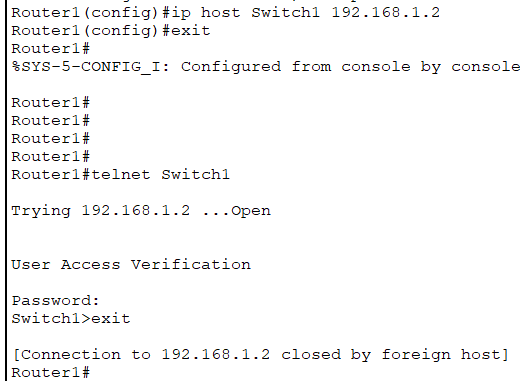 Router1(config)#ip host Switch1 192.168.1.2
Router1(config)#exit
Router1#
%SYS-5-CONFIG_I: Configured from console by console
Router1#
Router1#
Router1#
Router1#
Router1#telnet Switch1
Trying 192.168.1.2 ...Open
User Access Verification
Password:
Switch1>exit
[Connection to 192.168.1.2 closed by foreign host]
Router1#